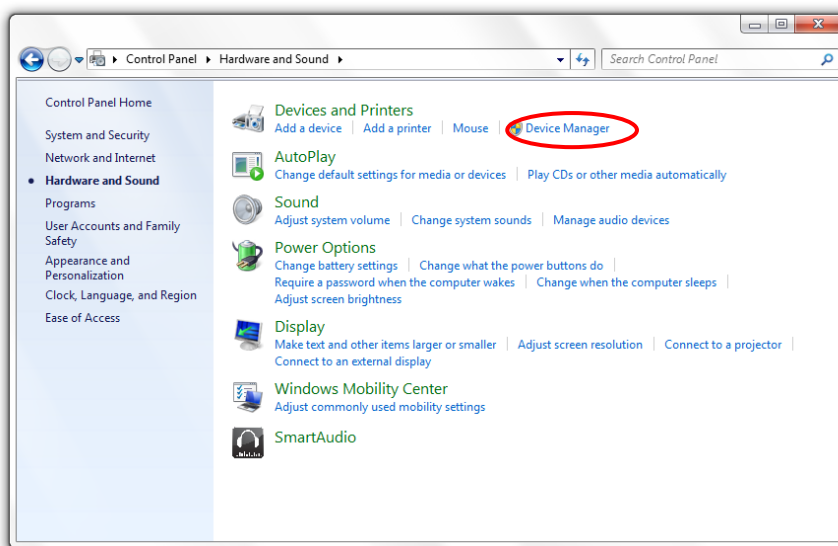 Control Panel Hardware and Sound
Search Control Panel
Control Panel Home
System and Security
Network and Internet
Hardware and Sound
Programs
User Accounts and Family
Safety
Appearance and
Personalization
Clock, Language, and Region
Ease of Access
Devices and Printers
Add a device Add a printer Mouse Device Manager
AutoPlay
Change default settings for media or devices Play CDs or other media automatically
Sound
Adjust system volume Change system sounds Manage audio devices
Power Options
Change battery settings Change what the power buttons do
Require a password when the computer wakes Change when the computer sleeps
Adjust screen brightness
Display
Make text and other items larger or smaller Adjust screen resolution Connect to a projector
Connect to an external display
Windows Mobility Center
Adjust commonly used mobility settings
SmartAudio